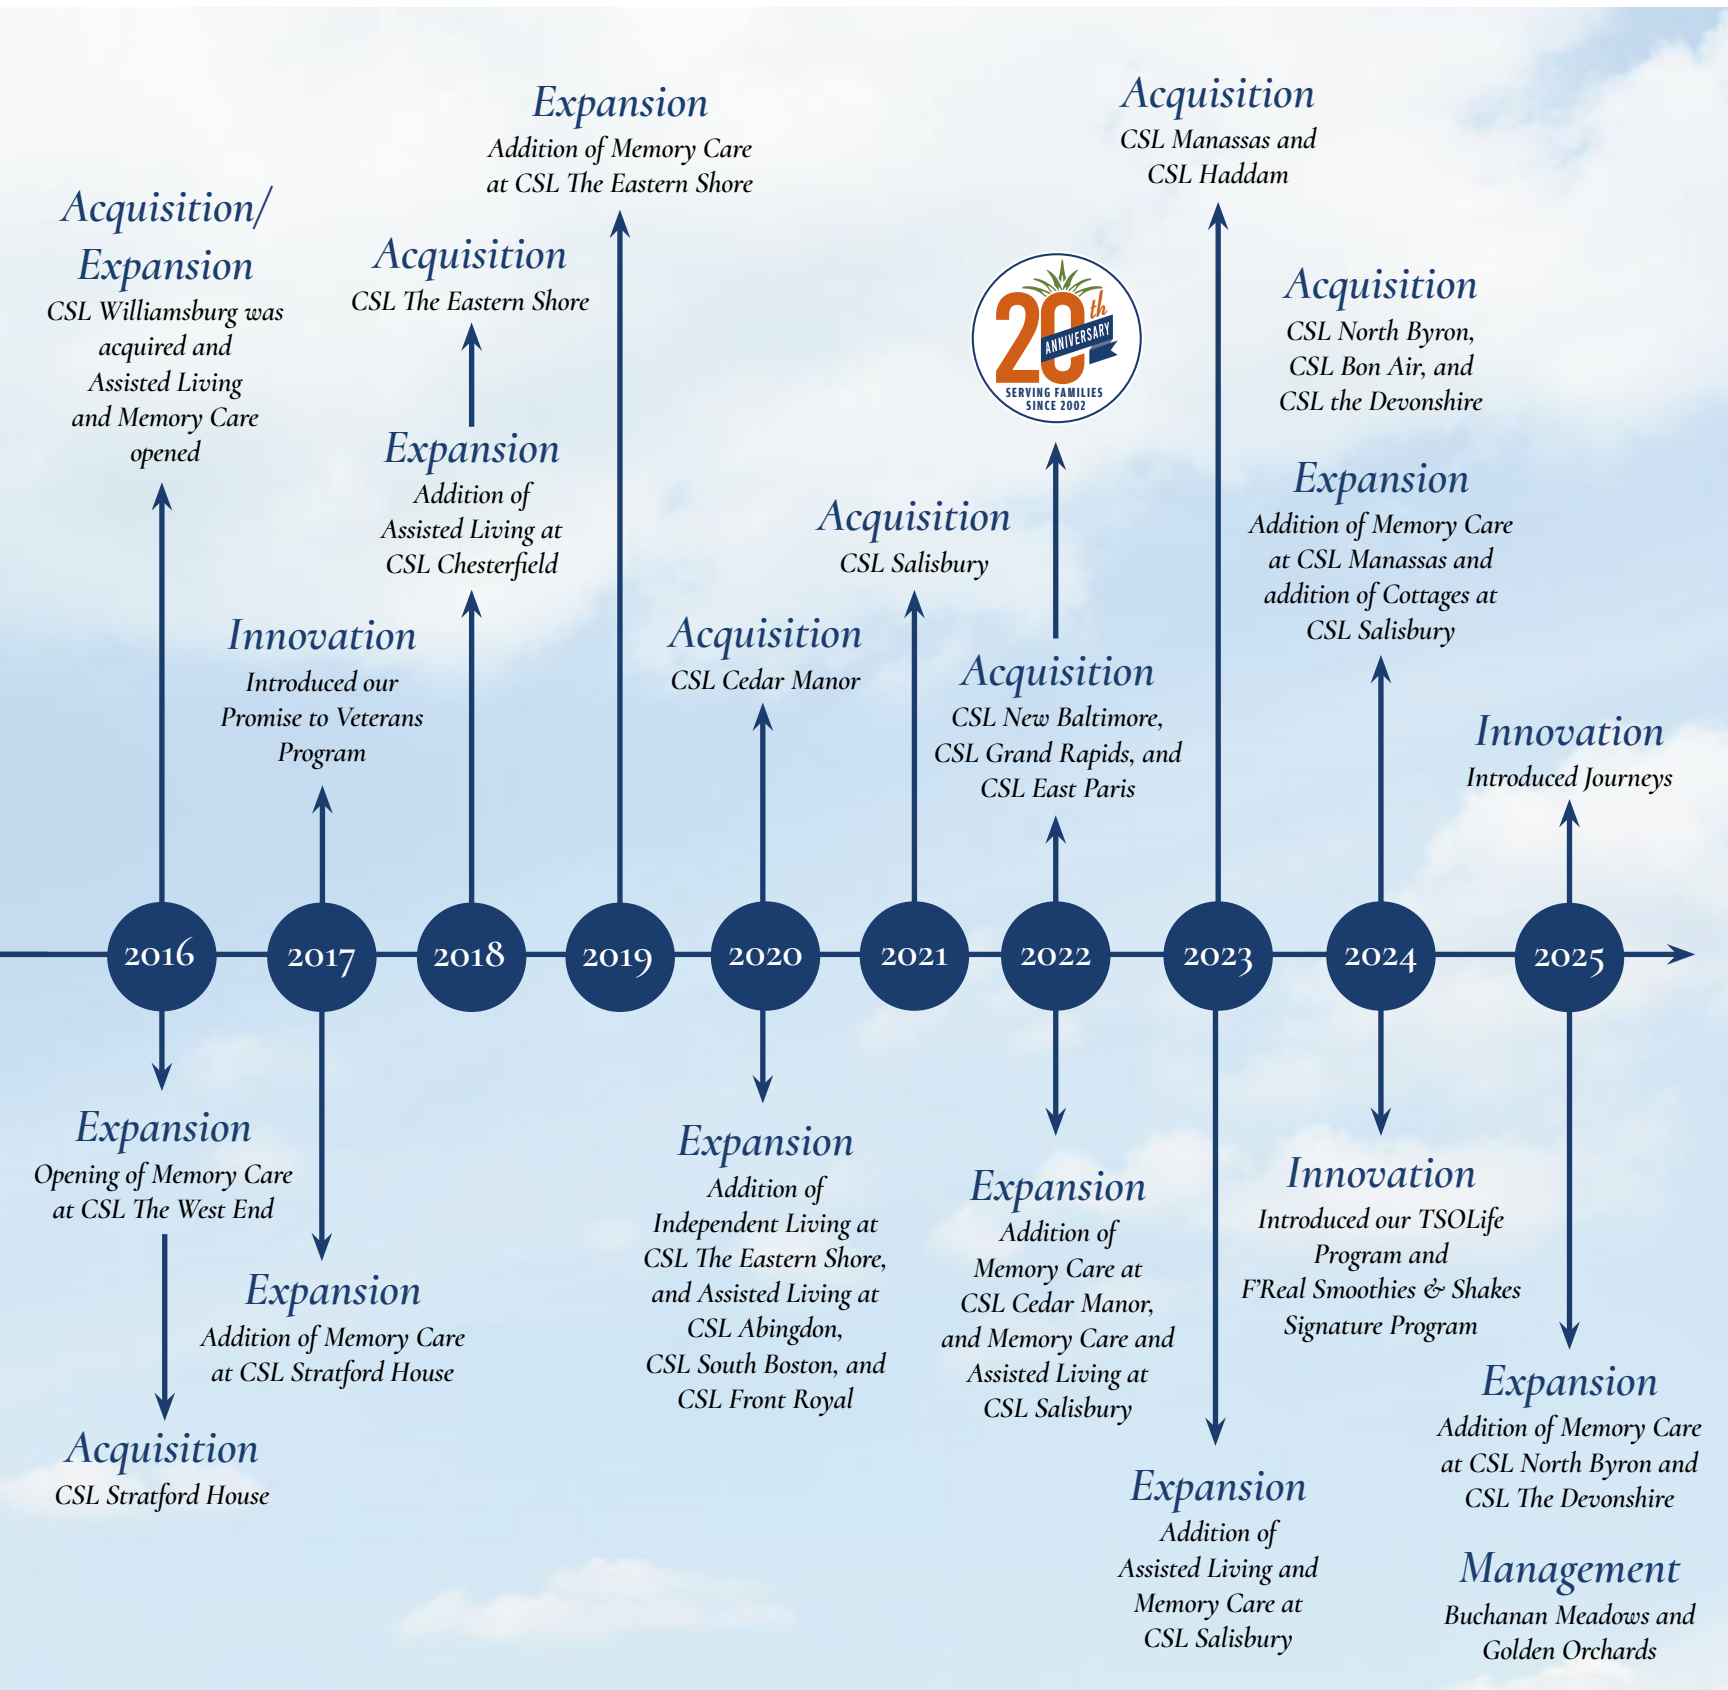 Acquisition/
Expansion
CSL Williamsburg was
acquired and
Assisted Living
and Memory Care
opened
2016
Expansion
Opening of Memory Care
at CSL The West End
Acquisition
CSL Stratford House
Innovation
Introduced our
Promise to Veterans
Program
2017
Expansion
Addition of Memory Care
at CSL Stratford House
Acquisition
CSL The Eastern Shore
Expansion
Addition of
Assisted Living at
CSL Chesterfield
2018
Expansion
Addition of Memory Care
at CSL The Eastern Shore
2019
Acquisition
CSL Cedar Manor
2020
Expansion
Addition of
Independent Living at
CSL The Eastern Shore,
and Assisted Living at
CSL Abingdon,
CSL South Boston, and
CSL Front Royal
Acquisition
CSL Salisbury
2021
20th
ANNIVERSARY
SERVING FAMILIES
SINCE 2002
Acquisition
CSL New Baltimore,
CSL Grand Rapids, and
CSL East Paris
2022
Expansion
Addition of
Memory Care at
CSL Cedar Manor,
and Memory Care and
Assisted Living at
CSL Salisbury
Acquisition
CSL Manassas and
CSL Haddam
2023
Expansion
Addition of
Assisted Living and
Memory Care at
CSL Salisbury
Acquisition
CSL North Byron,
CSL Bon Air, and
CSL the Devonshire
Expansion
Addition of Memory Care
at CSL Manassas and
addition of Cottages at
CSL Salisbury
2024
Innovation
Introduced our TSOLife
Program and
F'Real Smoothies & Shakes
Signature Program
Innovation
Introduced Journeys
2025
Expansion
Addition of Memory Care
at CSL North Byron and
CSL The Devonshire
Management
Buchanan Meadows and
Golden Orchards